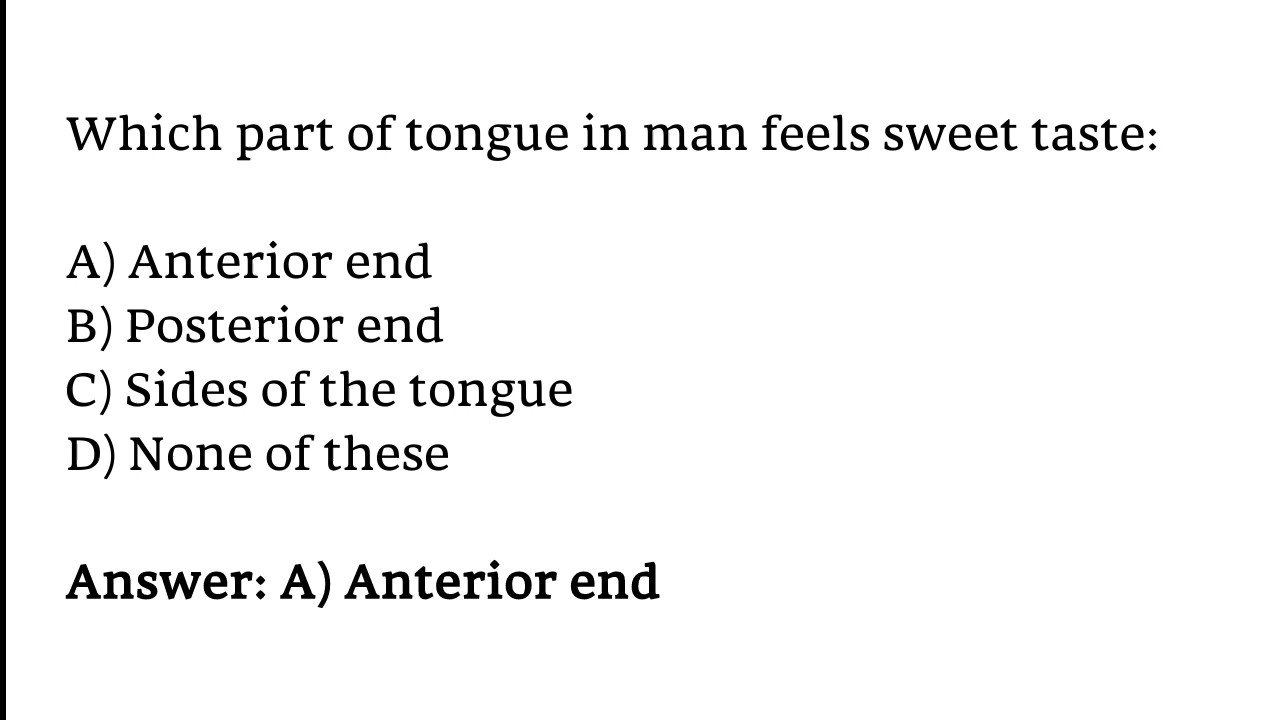 Which part of tongue in man feels sweet taste:
A) Anterior end
B) Posterior end
C) Sides of the tongue
D) None of these
Answer: A) Anterior end